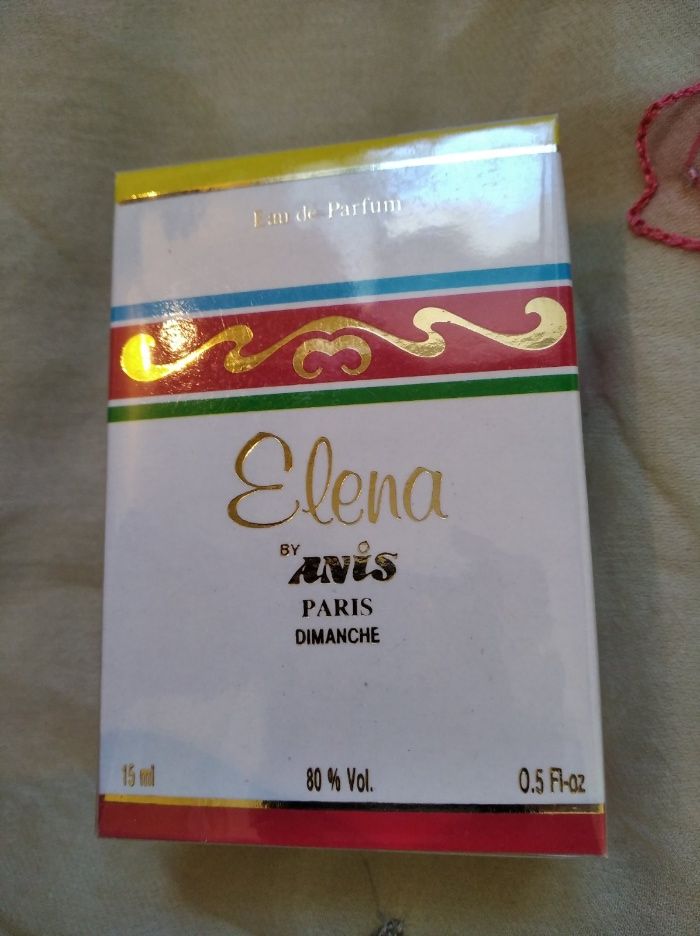 Eau de Parfum
Elena
BY ANiS
PARIS
DIMANCHE
15 ml 80 % Vol. 0.5 Fl-oz